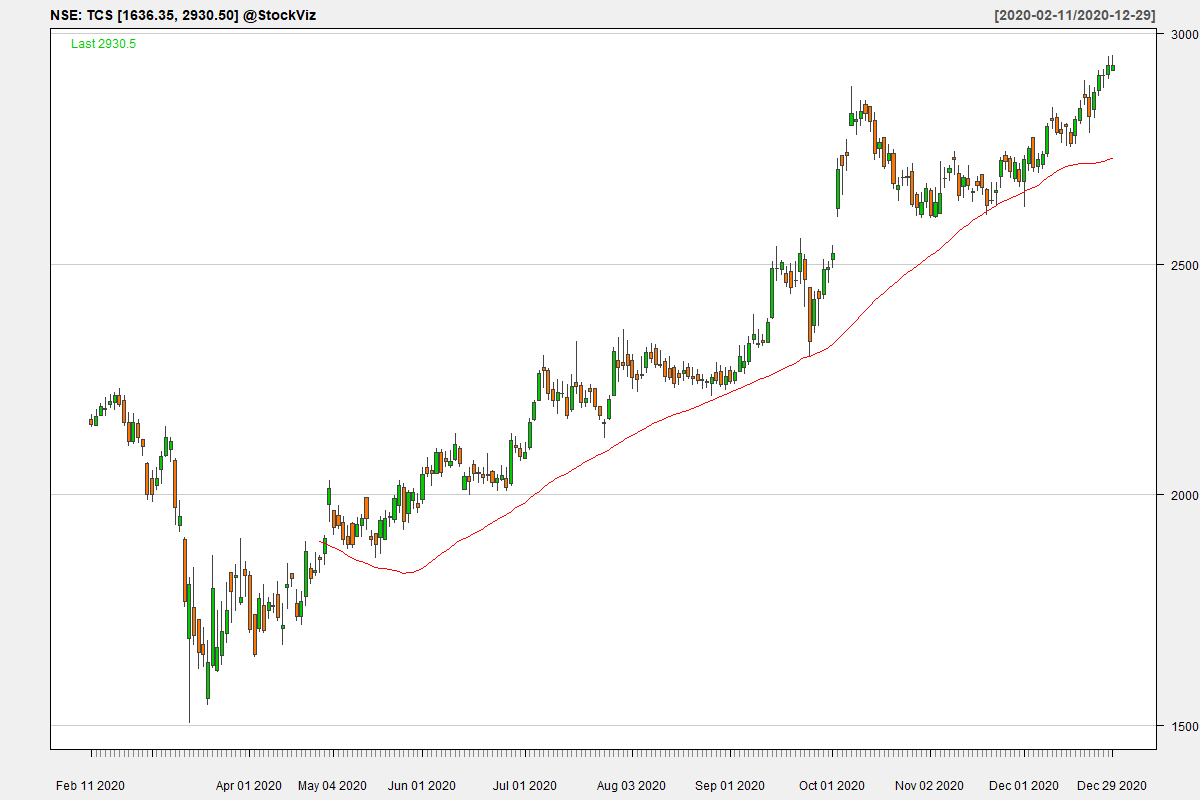 NSE: TCS [1636.35, 2930.50] @StockViz [2020-02-11/2020-12-29]
Last 2930.5
3000
2500
2000
1500
Feb 11 2020 Apr 01 2020 May 04 2020 Jun 01 2020 Jul 01 2020 Aug 03 2020 Sep 01 2020 Oct 01 2020 Nov 02 2020 Dec 01 2020 Dec 29 2020